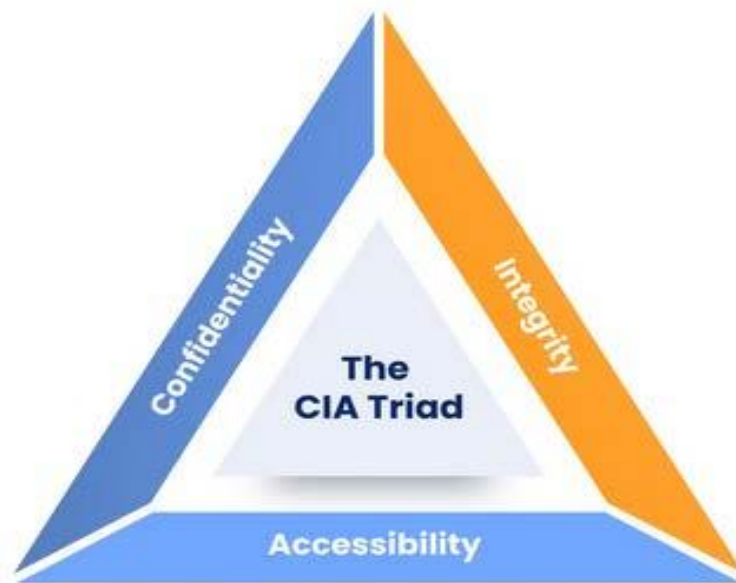 Confidentiality
Integrity
The
CIA Triad
Accessibility